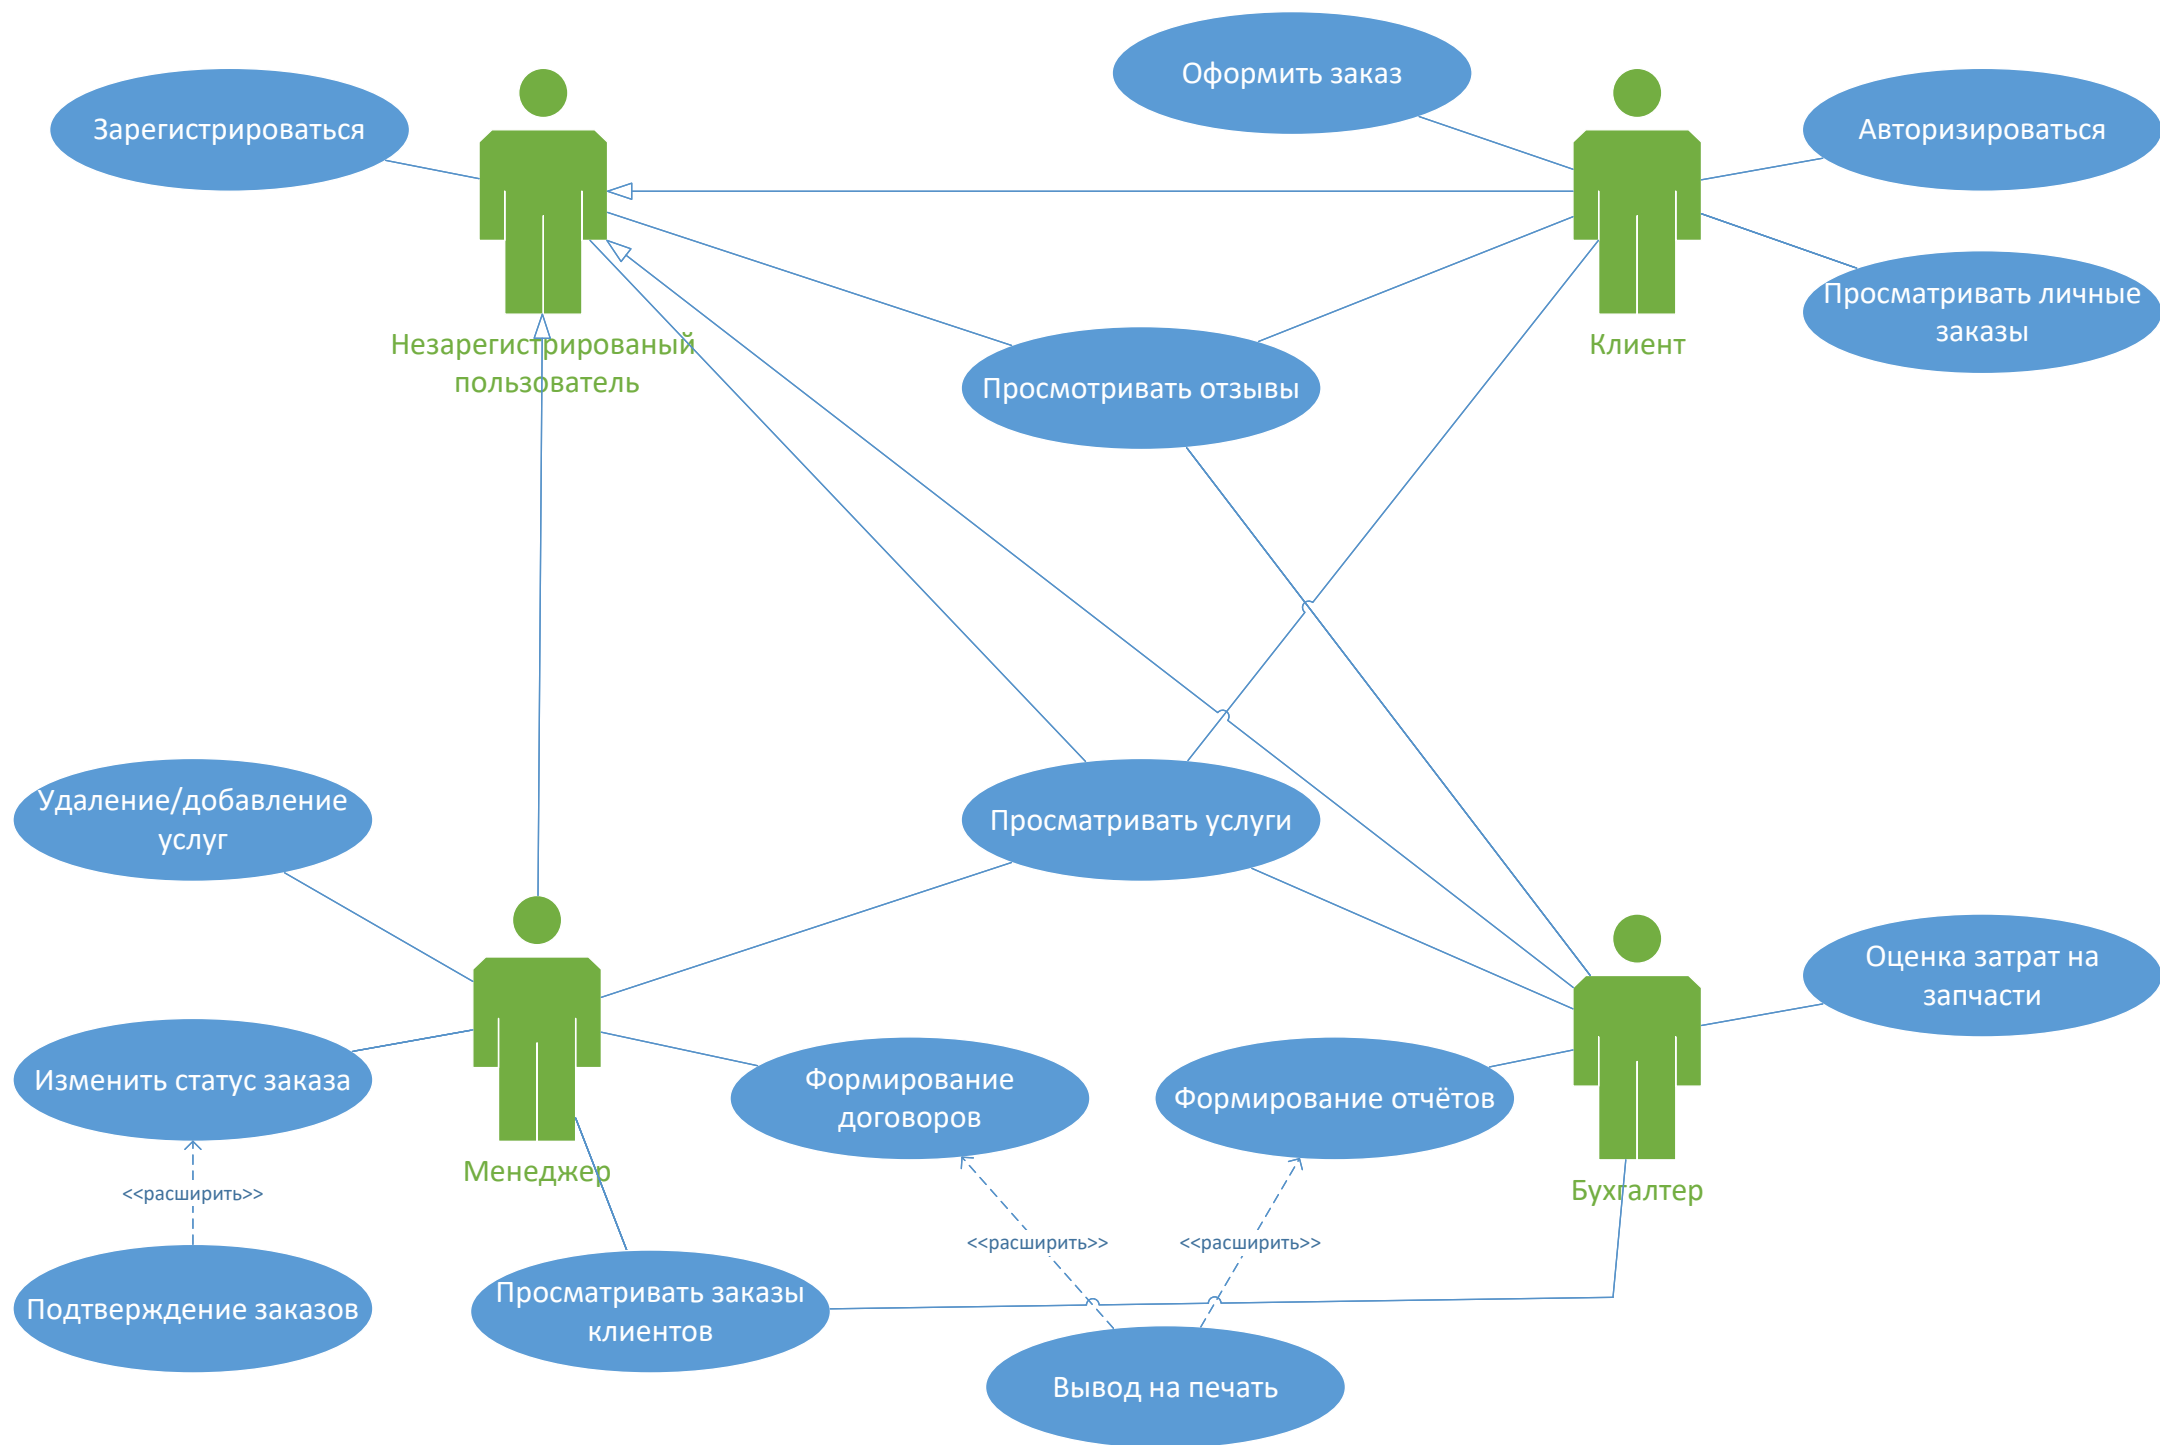 Оформить заказ
Зарегистрироваться
Авторизироваться
Незарегистрированый
пользователь
Клиент
Просматривать личные
заказы
Просмотривать отзывы
Удаление/добавление
услуг
Просматривать услуги
Оценка затрат на
запчасти
Изменить статус заказа
Формирование
договоров
Формирование отчётов
Менеджер
Бухгалтер
<<расширить>>
<<расширить>>
<<расширить>>
Подтверждение заказов
Просматривать заказы
клиентов
Вывод на печать